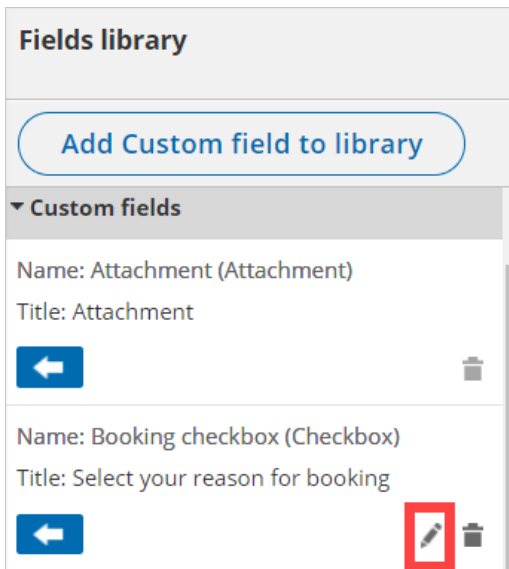 Fields library
Add Custom field to library
Custom fields
Name: Attachment (Attachment)
Title: Attachment
Name: Booking checkbox (Checkbox)
Title: Select your reason for booking